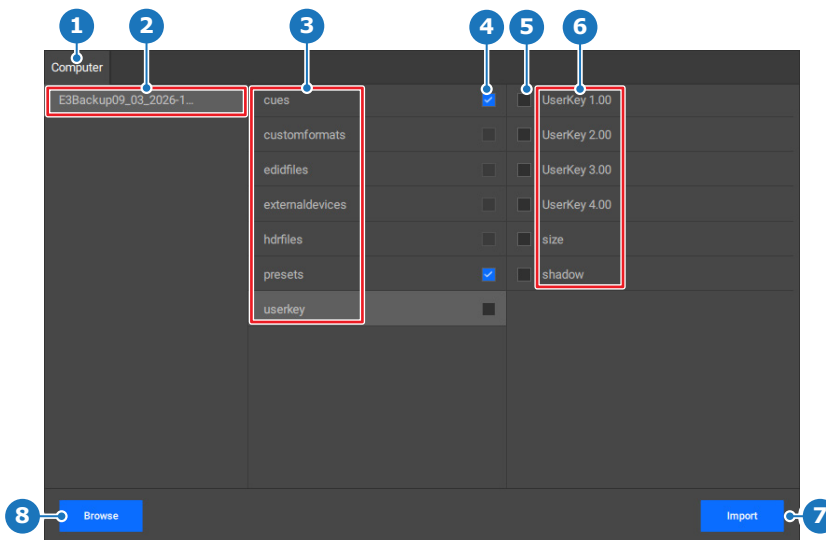 1 2 3 4 5 6
Computer
E3Backup09_03_2026-1... cues UserKey 1.00
customformats UserKey 2.00
edidfiles UserKey 3.00
externaldevices UserKey 4.00
hdrfiles size
presets shadow
userkey
8 Browse Import 7